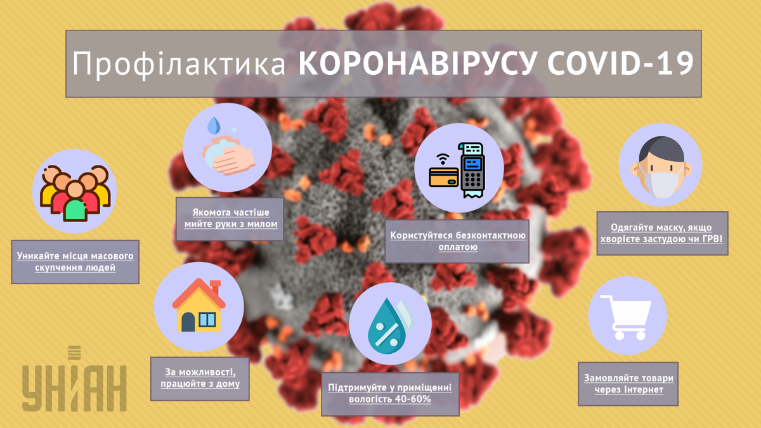 Профілактика КОРОНАВІРУСУ COVID-19
Якомога частіше
мийте руки з милом
Уникайте місця масового
скупчення людей
Користуйтеся безконтактною
оплатою
Одягайте маску, якщо
хворієте застудою чи ГРВІ
За можливості,
працюйте з дому
Підтримуйте у приміщенні
вологість 40-60%
Замовляйте товари
через Інтернет
УНІАН